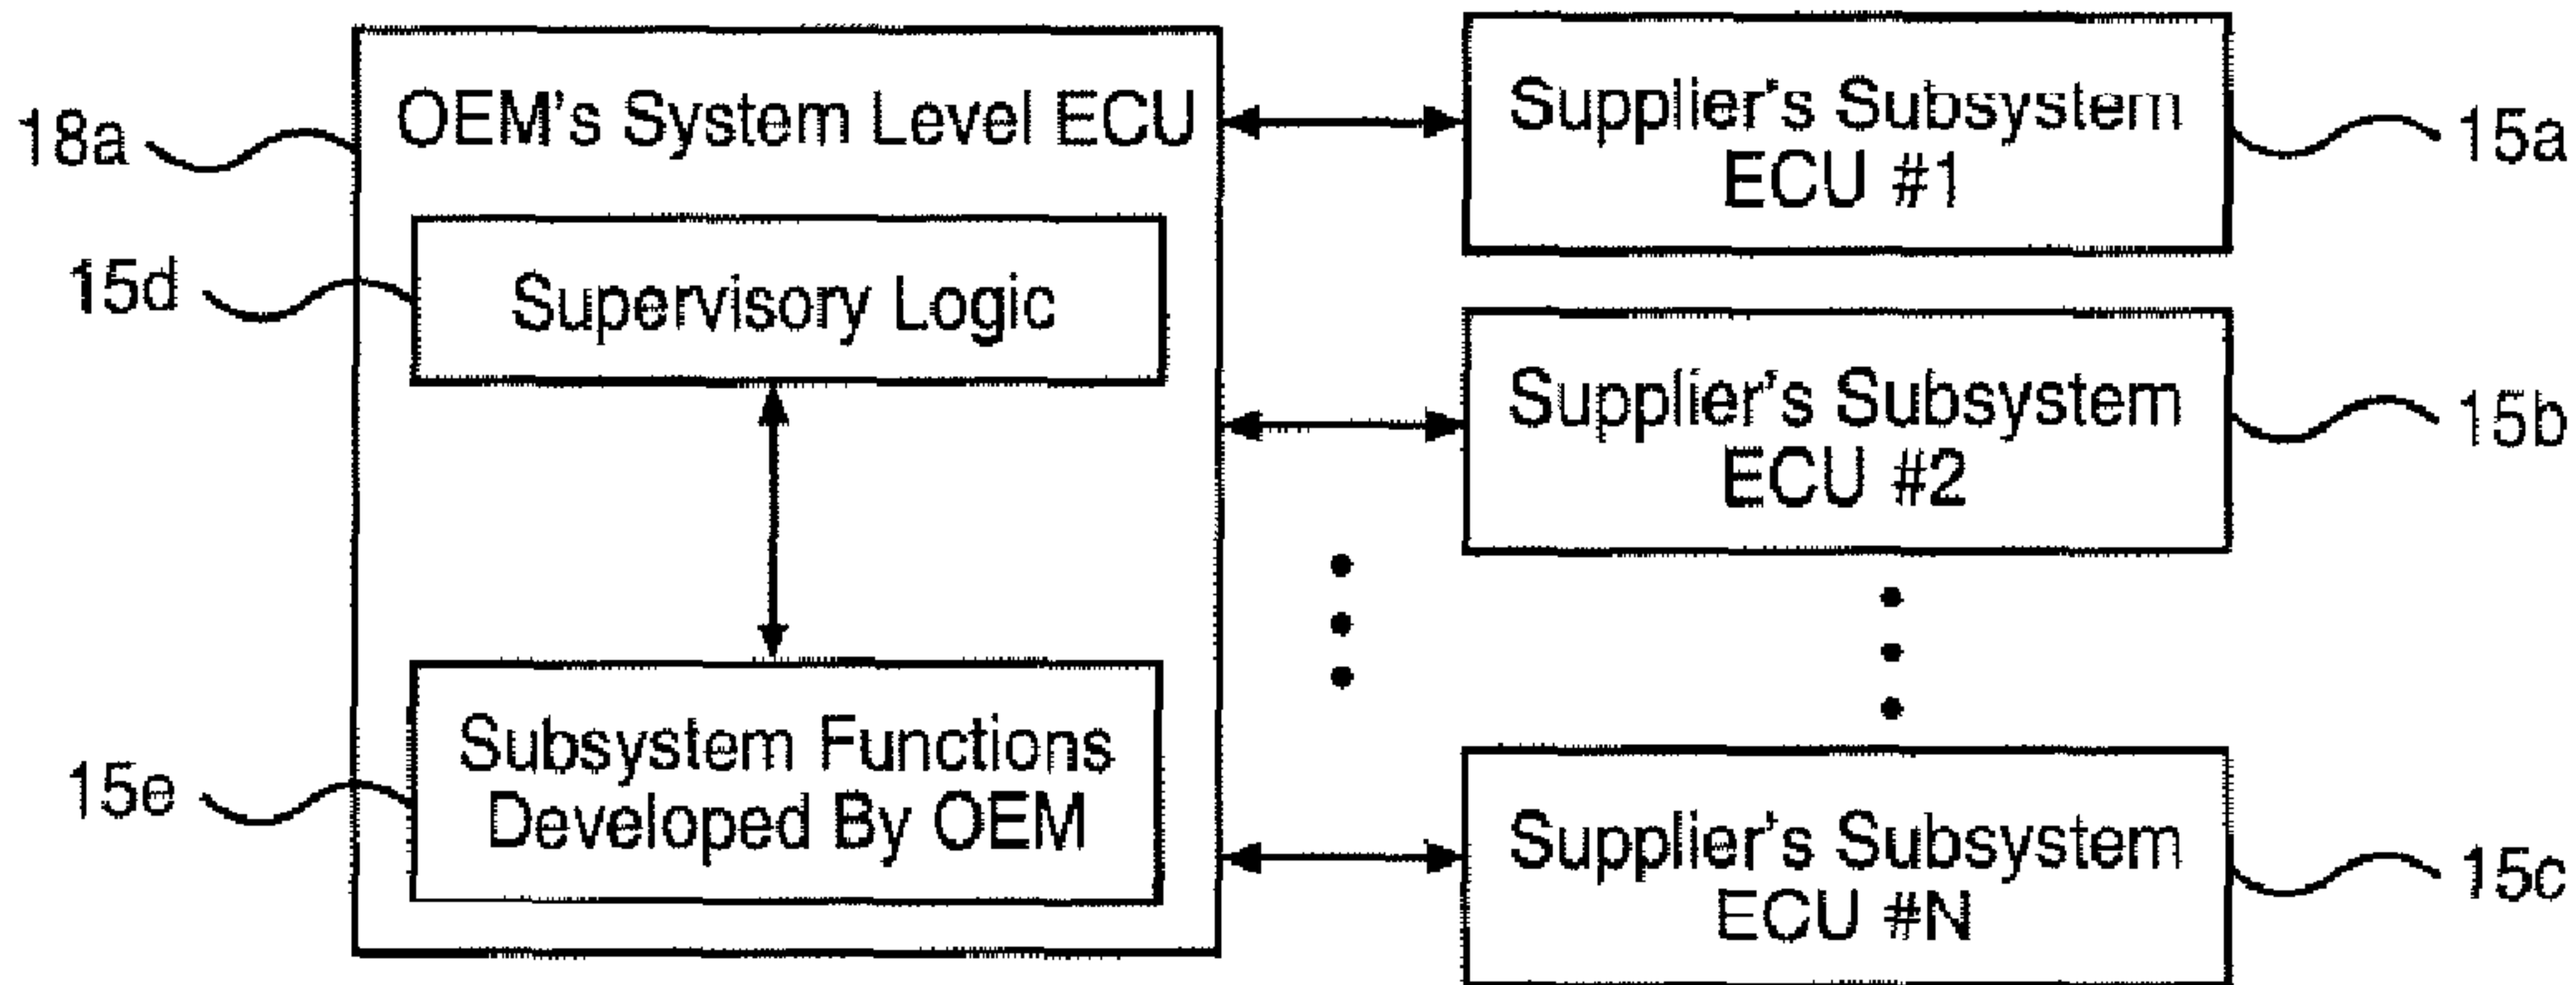 18a
OEM's System Level ECU
15d
Supervisory Logic
15e
Subsystem Functions
Developed By OEM
Supplier's Subsystem
ECU #1
15a
Supplier's Subsystem
ECU #2
15b
Supplier's Subsystem
ECU #N
15c